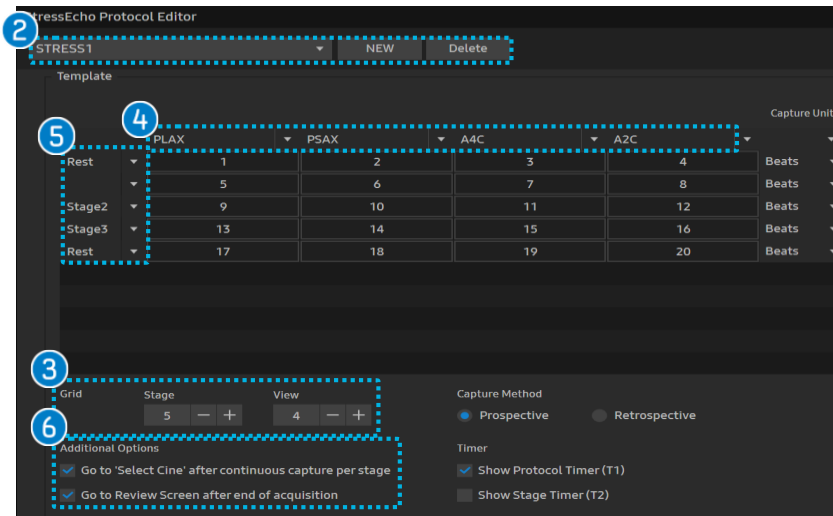 StressEcho Protocol Editor
2
STRESS1 NEW Delete
Template
4 Capture Unit
5 PLAX PSAX A4C A2C
Rest 1 2 3 4 Beats
5 6 7 8 Beats
Stage2 9 10 11 12 Beats
Stage3 13 14 15 16 Beats
Rest 17 18 19 20 Beats
3
Grid Stage View Capture Method
5 − + 4 − + Prospective Retrospective
6
Additional Options Timer
Go to 'Select Cine' after continuous capture per stage Show Protocol Timer (T1)
Go to Review Screen after end of acquisition Show Stage Timer (T2)